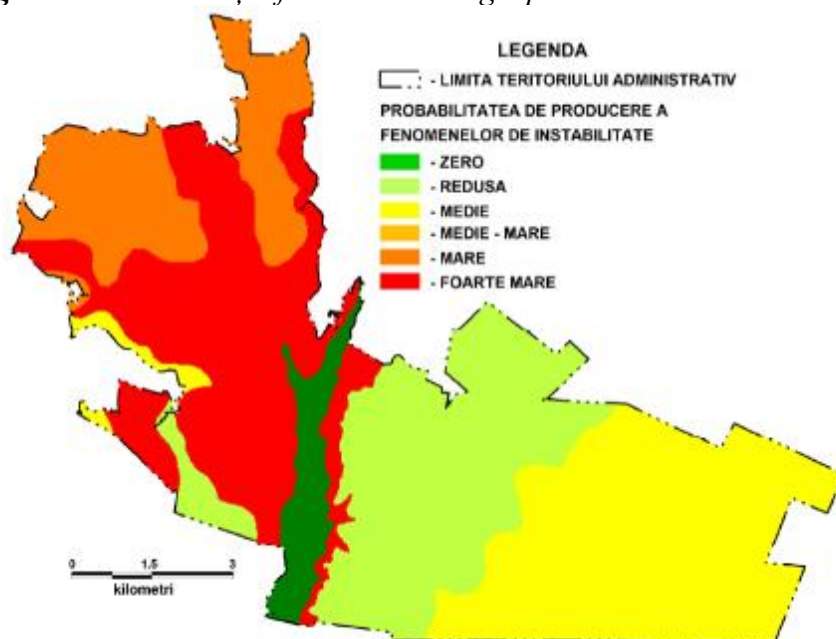 LEGENDA
- LIMITA TERITORIULUI ADMINISTRATIV
PROBABILITATEA DE PRODUCERE A
FENOMENELOR DE INSTABILITATE
- ZERO
- REDUSA
- MEDIE
- MEDIE - MARE
- MARE
- FOARTE MARE
0 1.5 3
kilometri